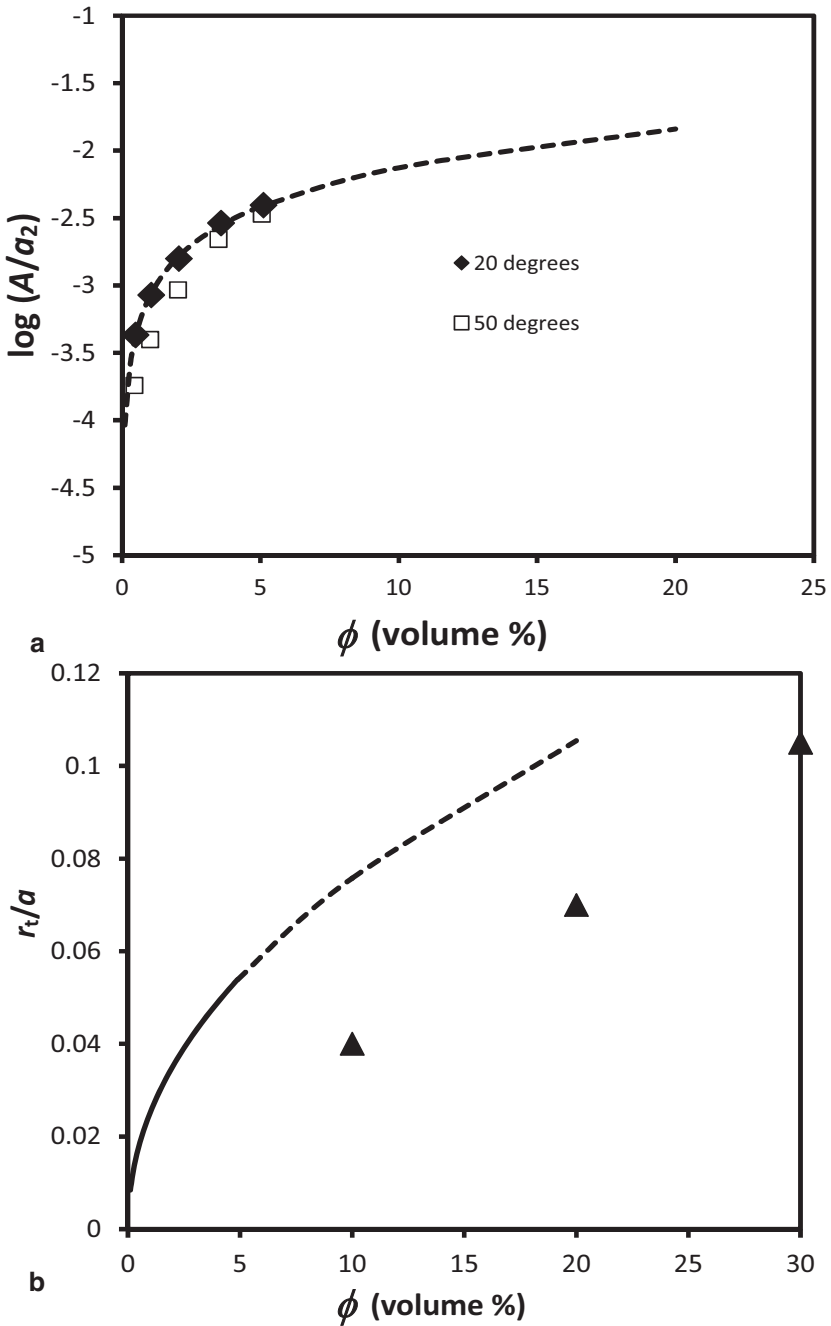 -1
-1.5
-2
-2.5
-3
-3.5
-4
-4.5
-5
log (A/a2)
20 degrees
50 degrees
0 5 10 15 20 25
ϕ (volume %)
a
0.12
0.1
0.08
0.06
0.04
0.02
0
rt/a
0 5 10 15 20 25 30
ϕ (volume %)
b